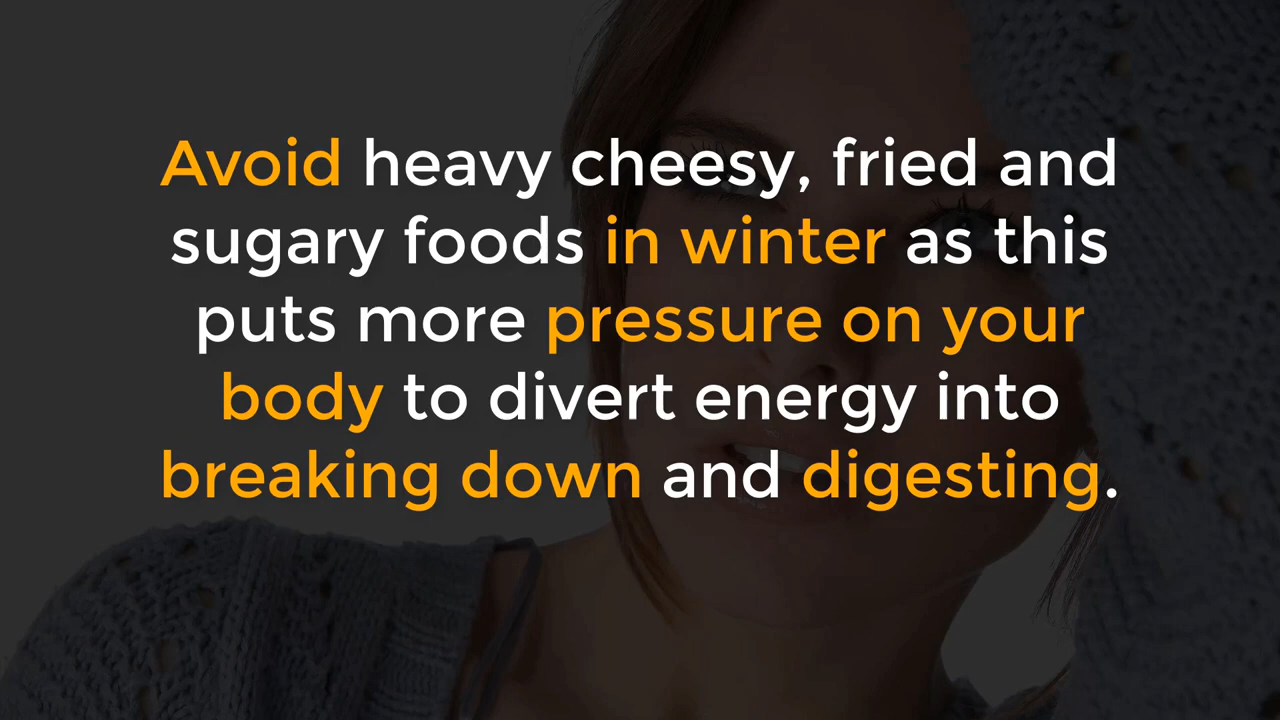 Avoid heavy cheesy, fried and
sugary foods in winter as this
puts more pressure on your
body to divert energy into
breaking down and digesting.